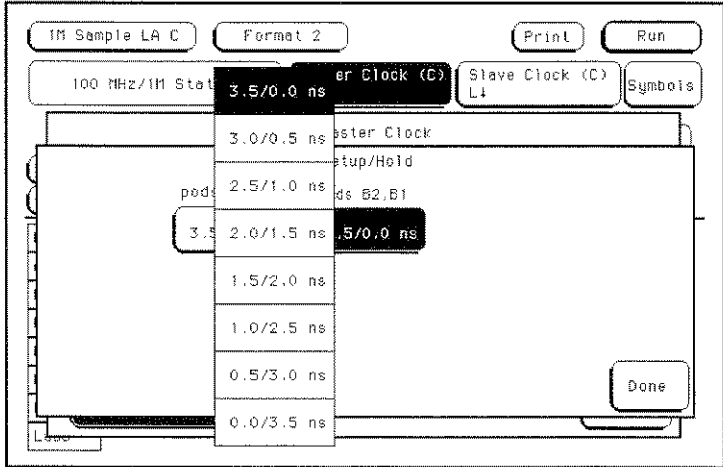 1M Sample LA C
Format 2
Print
Run
100 MHz/1M Stat
er Clock (C)
Slave Clock (C)
L↓
Symbols
aster Clock
etup/Hold
pods
ds B2,B1
3.5
.5/0.0 ns
3.5/0.0 ns
3.0/0.5 ns
2.5/1.0 ns
2.0/1.5 ns
1.5/2.0 ns
1.0/2.5 ns
0.5/3.0 ns
0.0/3.5 ns
Done